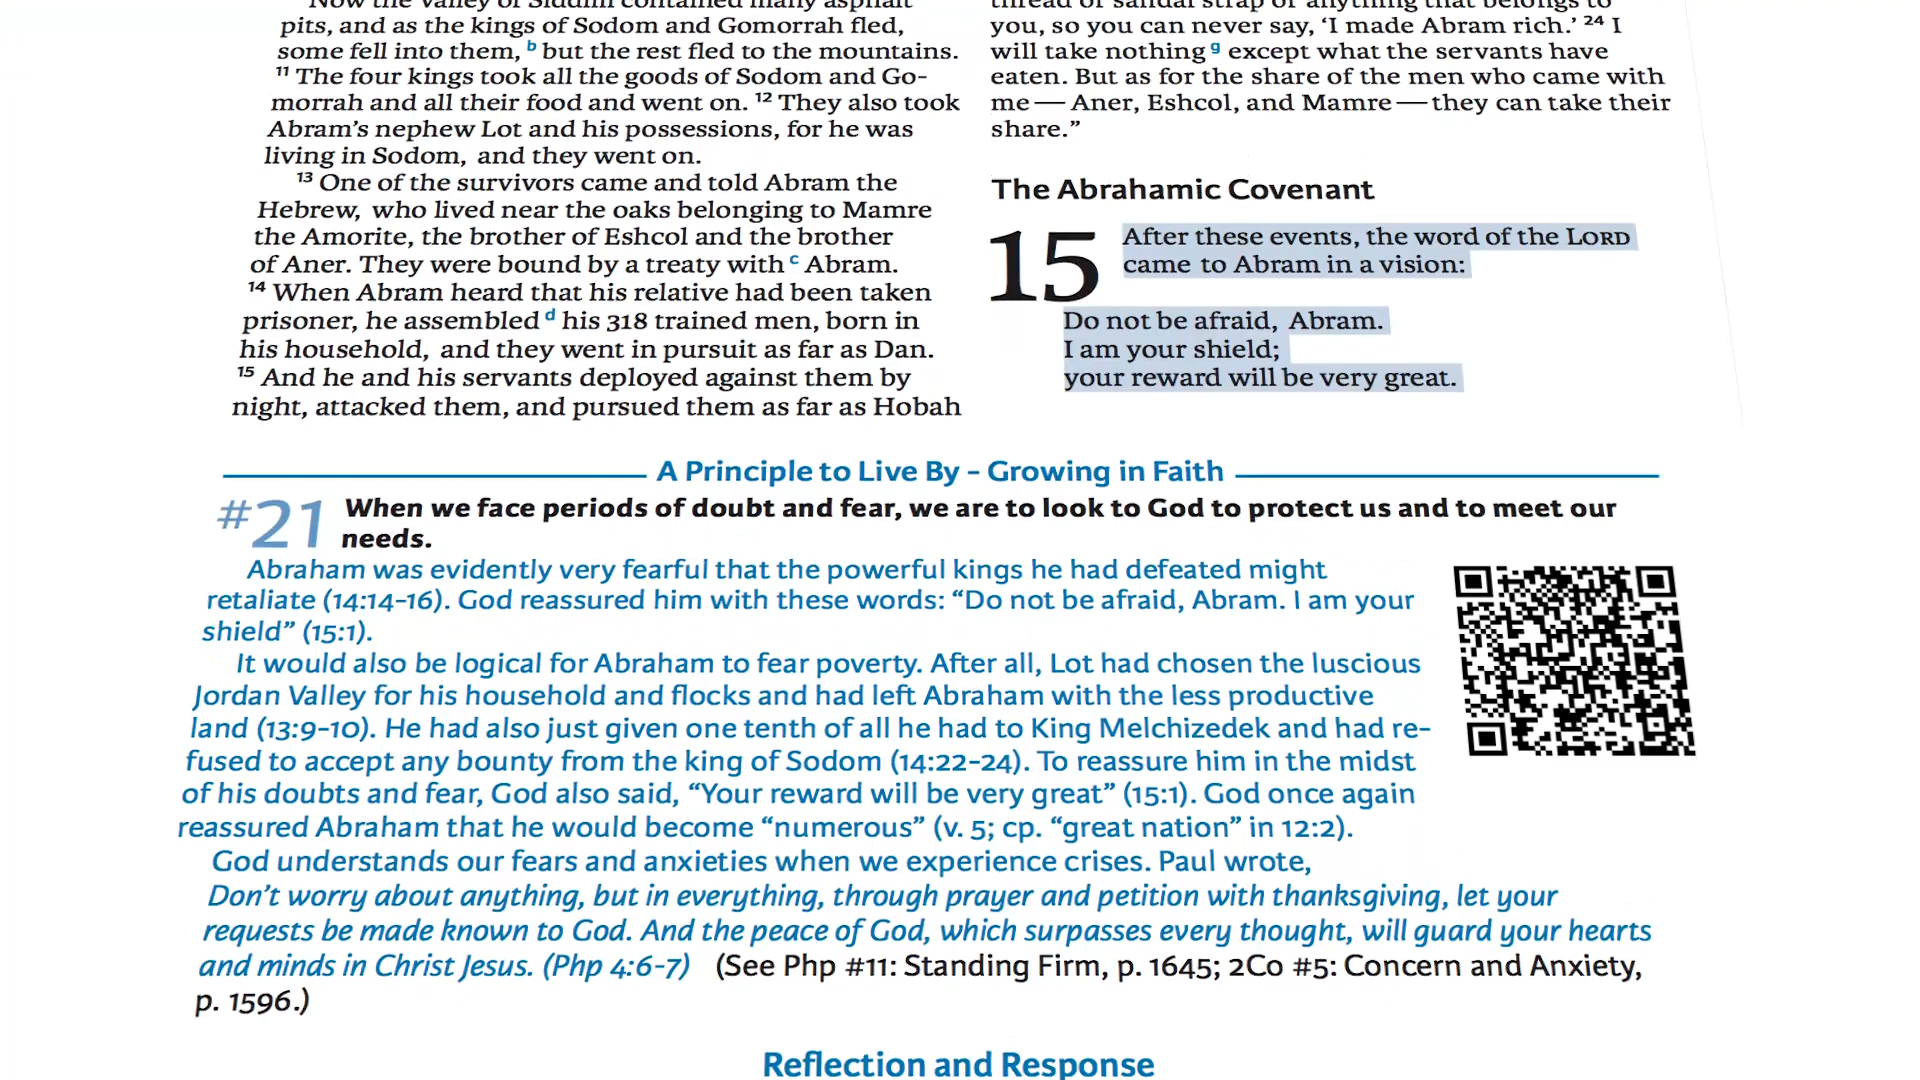 Now the Valley of Siddim contained many asphalt
pits, and as the kings of Sodom and Gomorrah fled,
some fell into them, b but the rest fled to the mountains.
11 The four kings took all the goods of Sodom and Go-
morrah and all their food and went on. 12 They also took
Abram's nephew Lot and his possessions, for he was
living in Sodom, and they went on.
13 One of the survivors came and told Abram the
Hebrew, who lived near the oaks belonging to Mamre
the Amorite, the brother of Eshcol and the brother
of Aner. They were bound by a treaty with c Abram.
14 When Abram heard that his relative had been taken
prisoner, he assembled d his 318 trained men, born in
his household, and they went in pursuit as far as Dan.
15 And he and his servants deployed against them by
night, attacked them, and pursued them as far as Hobah
thread or sandal strap or anything that belongs to
you, so you can never say, ‘I made Abram rich.’ 24 I
will take nothing g except what the servants have
eaten. But as for the share of the men who came with
me — Aner, Eshcol, and Mamre — they can take their
share.”
The Abrahamic Covenant
15 After these events, the word of the LORD
came to Abram in a vision:
Do not be afraid, Abram.
I am your shield;
your reward will be very great.
A Principle to Live By – Growing in Faith
#21 When we face periods of doubt and fear, we are to look to God to protect us and to meet our
needs.
Abraham was evidently very fearful that the powerful kings he had defeated might
retaliate (14:14–16). God reassured him with these words: “Do not be afraid, Abram. I am your
shield” (15:1).
It would also be logical for Abraham to fear poverty. After all, Lot had chosen the luscious
Jordan Valley for his household and flocks and had left Abraham with the less productive
land (13:9–10). He had also just given one tenth of all he had to King Melchizedek and had re-
fused to accept any bounty from the king of Sodom (14:22–24). To reassure him in the midst
of his doubts and fear, God also said, “Your reward will be very great” (15:1). God once again
reassured Abraham that he would become “numerous” (v. 5; cp. “great nation” in 12:2).
God understands our fears and anxieties when we experience crises. Paul wrote,
Don’t worry about anything, but in everything, through prayer and petition with thanksgiving, let your
requests be made known to God. And the peace of God, which surpasses every thought, will guard your hearts
and minds in Christ Jesus. (Php 4:6–7) (See Php #11: Standing Firm, p. 1645; 2Co #5: Concern and Anxiety,
p. 1596.)
Reflection and Response